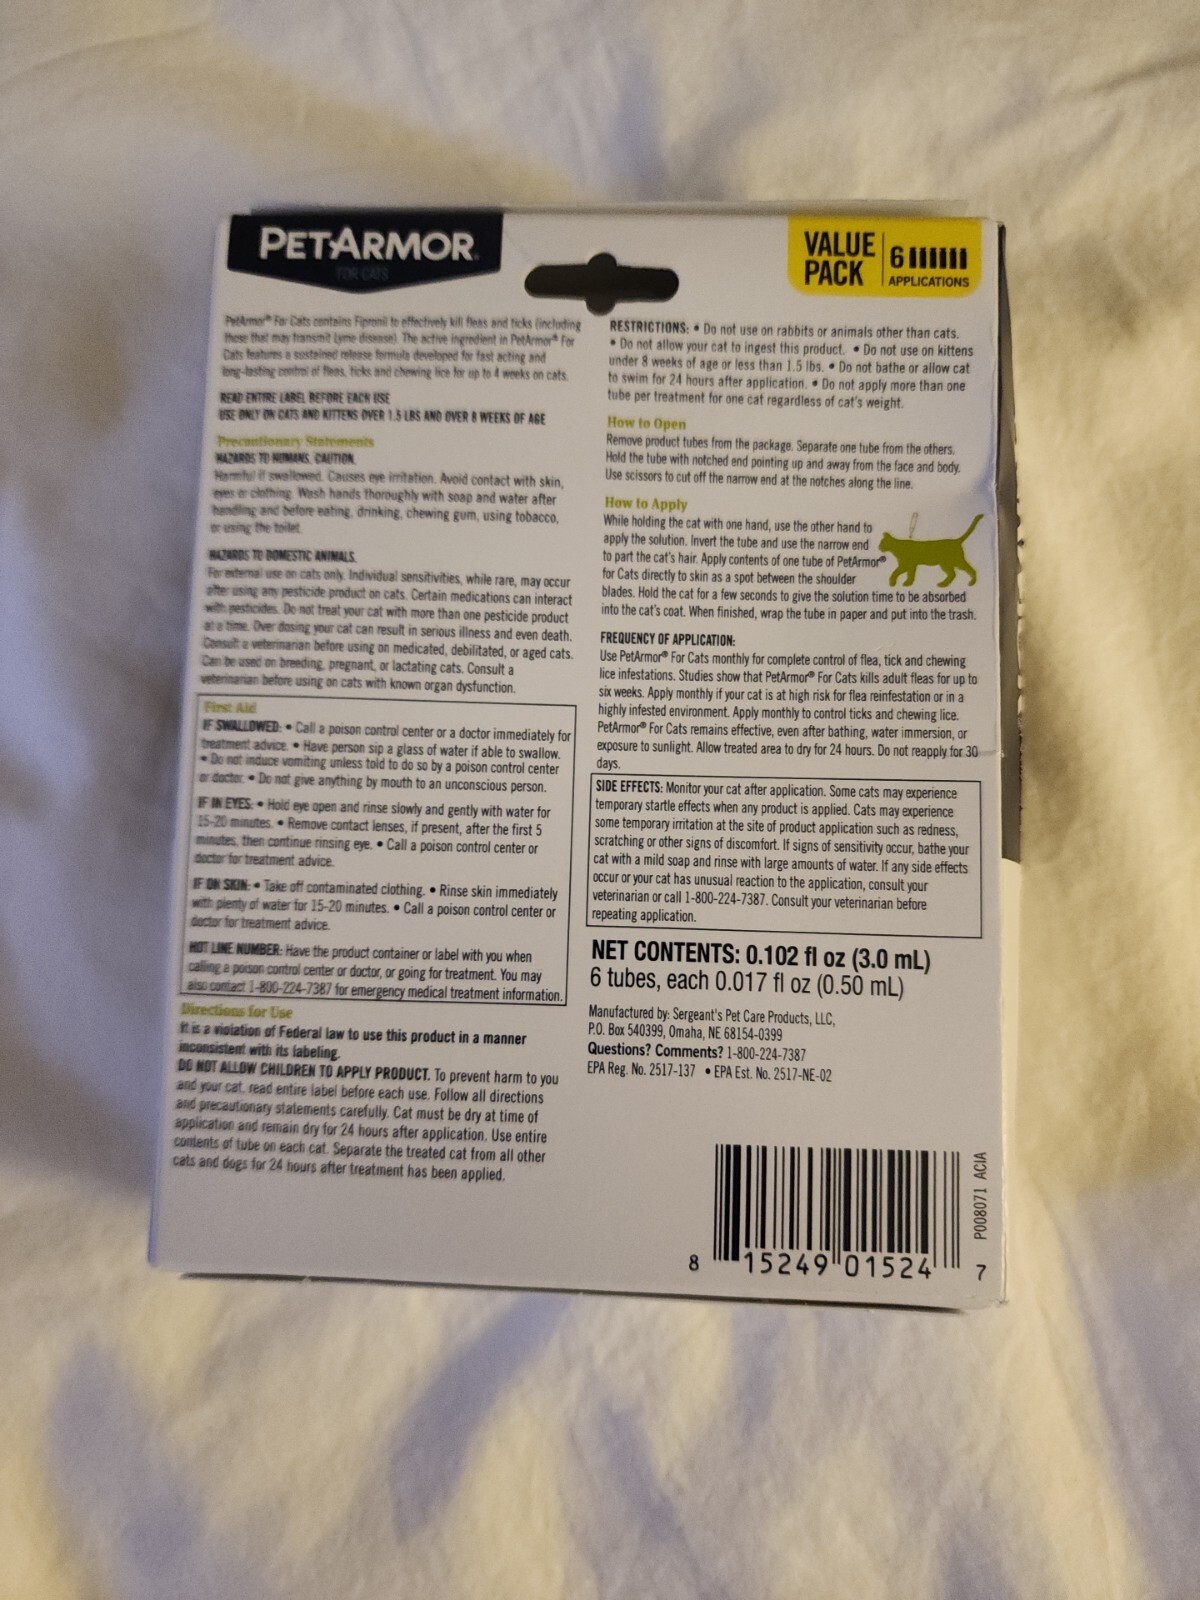 PETARMOR®
FOR CATS
VALUE
PACK
6
APPLICATIONS
PetArmor® For Cats contains Fipronil to effectively kill fleas and ticks (including
those that may transmit Lyme disease). The active ingredient in PetArmor® For
Cats features a sustained release formula developed for fast acting and
long-lasting control of fleas, ticks and chewing lice for up to 4 weeks on cats.
READ ENTIRE LABEL BEFORE EACH USE
USE ONLY ON CATS AND KITTENS OVER 1.5 LBS AND OVER 8 WEEKS OF AGE
Precautionary Statements
HAZARDS TO HUMANS. CAUTION.
Harmful if swallowed. Causes eye irritation. Avoid contact with skin,
eyes or clothing. Wash hands thoroughly with soap and water after
handling and before eating, drinking, chewing gum, using tobacco,
or using the toilet.
HAZARDS TO DOMESTIC ANIMALS.
For external use on cats only. Individual sensitivities, while rare, may occur
after using any pesticide product on cats. Certain medications can interact
with pesticides. Do not treat your cat with more than one pesticide product
at a time. Over dosing your cat can result in serious illness and even death.
Consult a veterinarian before using on medicated, debilitated, or aged cats.
Can be used on breeding, pregnant, or lactating cats. Consult a
veterinarian before using on cats with known organ dysfunction.
First Aid
IF SWALLOWED: • Call a poison control center or a doctor immediately for
treatment advice. • Have person sip a glass of water if able to swallow.
• Do not induce vomiting unless told to do so by a poison control center
or doctor. • Do not give anything by mouth to an unconscious person.
IF IN EYES: • Hold eye open and rinse slowly and gently with water for
15-20 minutes. • Remove contact lenses, if present, after the first 5
minutes, then continue rinsing eye. • Call a poison control center or
doctor for treatment advice.
IF ON SKIN: • Take off contaminated clothing. • Rinse skin immediately
with plenty of water for 15-20 minutes. • Call a poison control center or
doctor for treatment advice.
HOT LINE NUMBER: Have the product container or label with you when
calling a poison control center or doctor, or going for treatment. You may
also contact 1-800-224-7387 for emergency medical treatment information.
Directions for Use
It is a violation of Federal law to use this product in a manner
inconsistent with its labeling.
DO NOT ALLOW CHILDREN TO APPLY PRODUCT. To prevent harm to you
and your cat, read entire label before each use. Follow all directions
and precautionary statements carefully. Cat must be dry at time of
application and remain dry for 24 hours after application. Use entire
contents of tube on each cat. Separate the treated cat from all other
cats and dogs for 24 hours after treatment has been applied.
RESTRICTIONS: • Do not use on rabbits or animals other than cats.
• Do not allow your cat to ingest this product. • Do not use on kittens
under 8 weeks of age or less than 1.5 lbs. • Do not bathe or allow cat
to swim for 24 hours after application. • Do not apply more than one
tube per treatment for one cat regardless of cat's weight.
How to Open
Remove product tubes from the package. Separate one tube from the others.
Hold the tube with notched end pointing up and away from the face and body.
Use scissors to cut off the narrow end at the notches along the line.
How to Apply
While holding the cat with one hand, use the other hand to
apply the solution. Invert the tube and use the narrow end
to part the cat's hair. Apply contents of one tube of PetArmor®
for Cats directly to skin as a spot between the shoulder
blades. Hold the cat for a few seconds to give the solution time to be absorbed
into the cat's coat. When finished, wrap the tube in paper and put into the trash.
FREQUENCY OF APPLICATION:
Use PetArmor® For Cats monthly for complete control of flea, tick and chewing
lice infestations. Studies show that PetArmor® For Cats kills adult fleas for up to
six weeks. Apply monthly if your cat is at high risk for flea reinfestation or in a
highly infested environment. Apply monthly to control ticks and chewing lice.
PetArmor® For Cats remains effective, even after bathing, water immersion, or
exposure to sunlight. Allow treated area to dry for 24 hours. Do not reapply for 30
days.
SIDE EFFECTS: Monitor your cat after application. Some cats may experience
temporary startle effects when any product is applied. Cats may experience
some temporary irritation at the site of product application such as redness,
scratching or other signs of discomfort. If signs of sensitivity occur, bathe your
cat with a mild soap and rinse with large amounts of water. If any side effects
occur or your cat has unusual reaction to the application, consult your
veterinarian or call 1-800-224-7387. Consult your veterinarian before
repeating application.
NET CONTENTS: 0.102 fl oz (3.0 mL)
6 tubes, each 0.017 fl oz (0.50 mL)
Manufactured by: Sergeant's Pet Care Products, LLC,
P.O. Box 540399, Omaha, NE 68154-0399
Questions? Comments? 1-800-224-7387
EPA Reg. No. 2517-137 • EPA Est. No. 2517-NE-02
8 15249 01524 7
P008071 ACIA